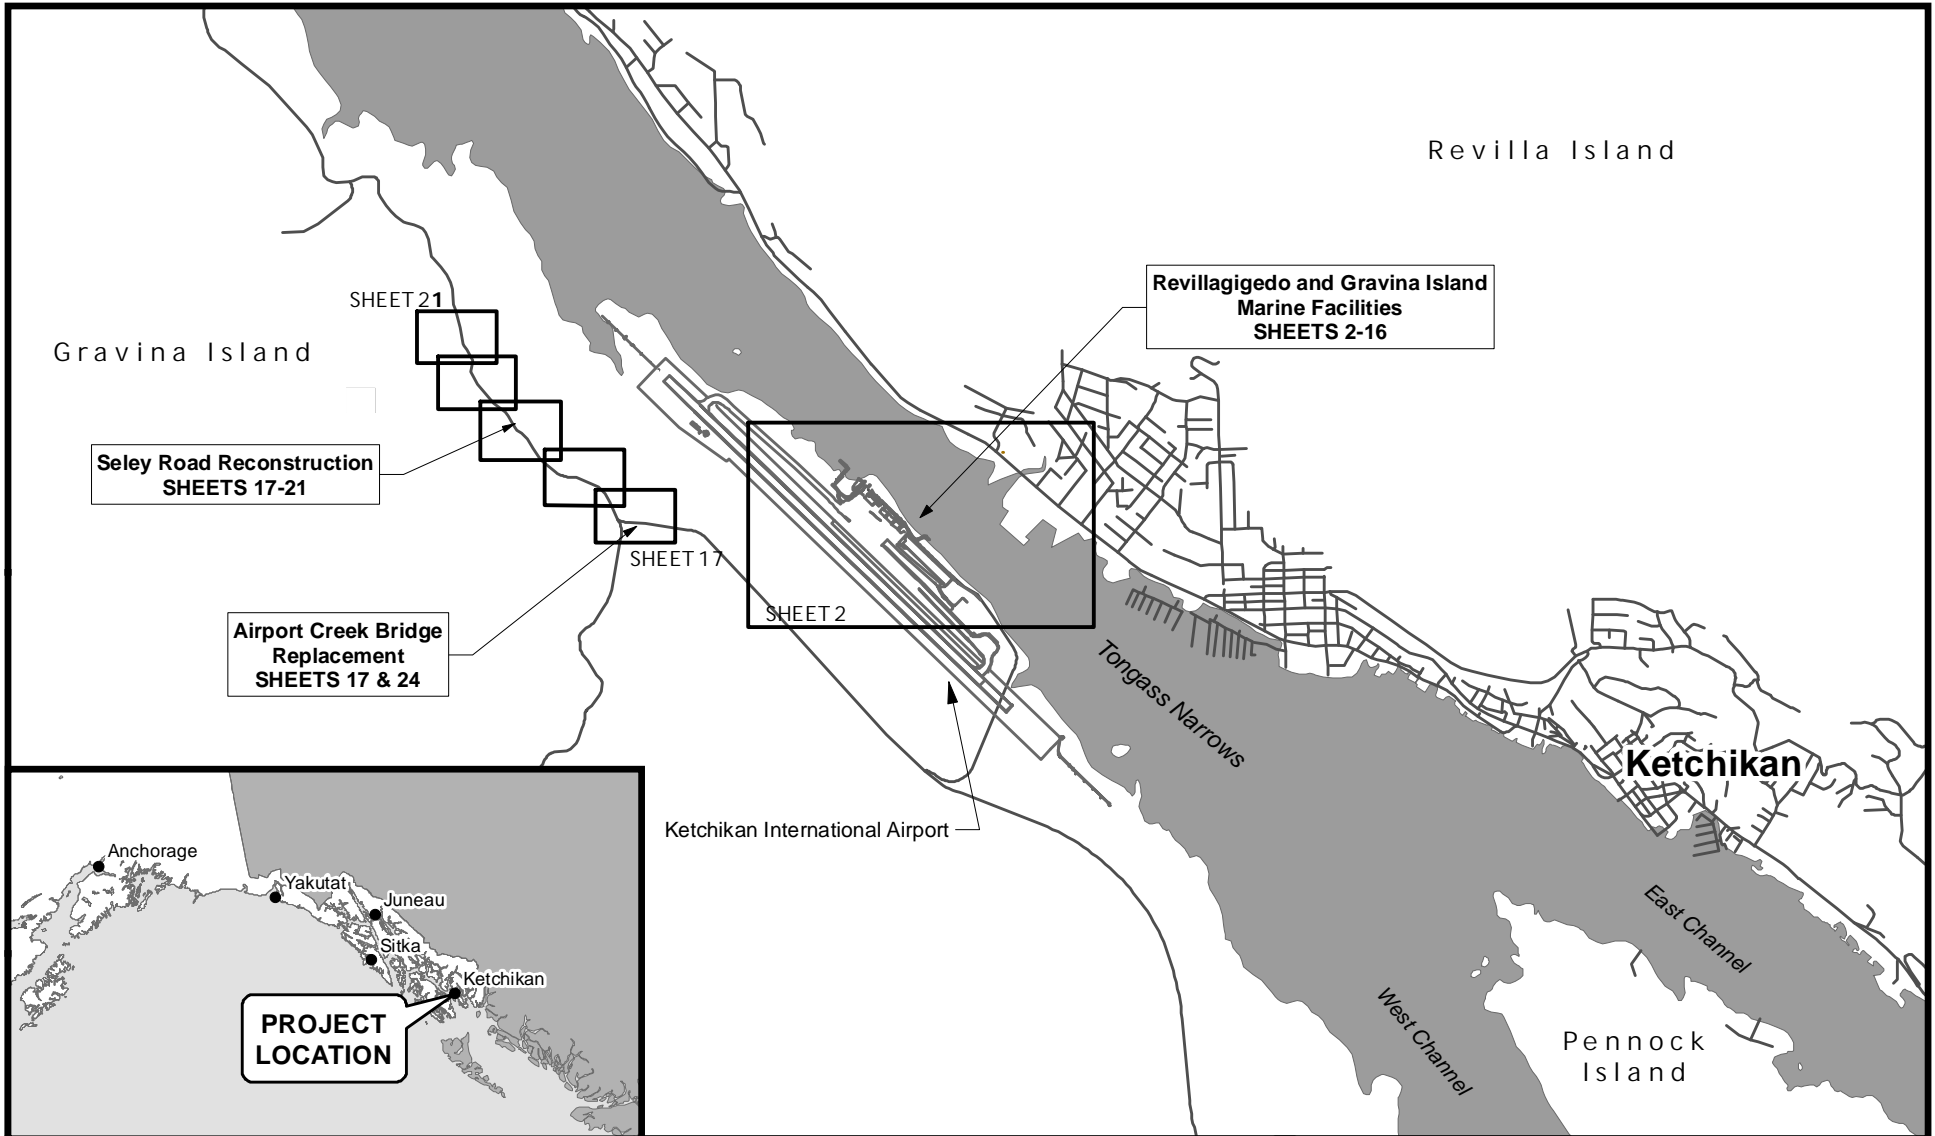 Revilla Island
Revillagigedo and Gravina Island
Marine Facilities
SHEETS 2-16
SHEET 21
Gravina Island
Seley Road Reconstruction
SHEETS 17-21
SHEET 17
SHEET 2
Airport Creek Bridge
Replacement
SHEETS 17 & 24
Tongass Narrows
Ketchikan
Ketchikan International Airport
East Channel
West Channel
Pennock
Island
Anchorage
Yakutat
Juneau
Sitka
Ketchikan
PROJECT
LOCATION